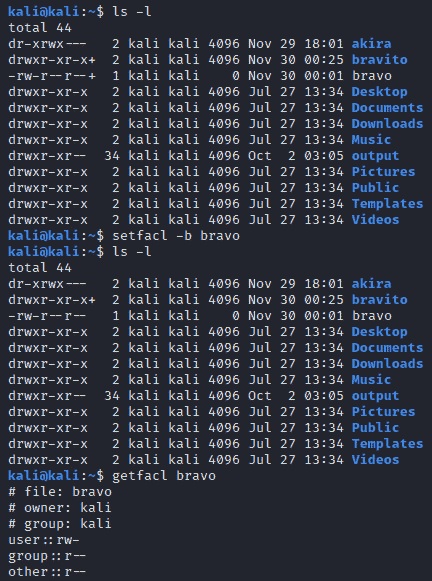 kali@kali:~$ ls -l
total 44
dr-xrwx---   2 kali kali 4096 Nov 29 18:01 akira
drwxr-xr-x+  2 kali kali 4096 Nov 30 00:25 bravito
-rw-r--r--+  1 kali kali    0 Nov 30 00:01 bravo
drwxr-xr-x   2 kali kali 4096 Jul 27 13:34 Desktop
drwxr-xr-x   2 kali kali 4096 Jul 27 13:34 Documents
drwxr-xr-x   2 kali kali 4096 Jul 27 13:34 Downloads
drwxr-xr-x   2 kali kali 4096 Jul 27 13:34 Music
drwxr-xr--  34 kali kali 4096 Oct  2 03:05 output
drwxr-xr-x   2 kali kali 4096 Jul 27 13:34 Pictures
drwxr-xr-x   2 kali kali 4096 Jul 27 13:34 Public
drwxr-xr-x   2 kali kali 4096 Jul 27 13:34 Templates
drwxr-xr-x   2 kali kali 4096 Jul 27 13:34 Videos
kali@kali:~$ setfacl -b bravo
kali@kali:~$ ls -l
total 44
dr-xrwx---   2 kali kali 4096 Nov 29 18:01 akira
drwxr-xr-x+  2 kali kali 4096 Nov 30 00:25 bravito
-rw-r--r--   1 kali kali    0 Nov 30 00:01 bravo
drwxr-xr-x   2 kali kali 4096 Jul 27 13:34 Desktop
drwxr-xr-x   2 kali kali 4096 Jul 27 13:34 Documents
drwxr-xr-x   2 kali kali 4096 Jul 27 13:34 Downloads
drwxr-xr-x   2 kali kali 4096 Jul 27 13:34 Music
drwxr-xr--  34 kali kali 4096 Oct  2 03:05 output
drwxr-xr-x   2 kali kali 4096 Jul 27 13:34 Pictures
drwxr-xr-x   2 kali kali 4096 Jul 27 13:34 Public
drwxr-xr-x   2 kali kali 4096 Jul 27 13:34 Templates
drwxr-xr-x   2 kali kali 4096 Jul 27 13:34 Videos
kali@kali:~$ getfacl bravo
# file: bravo
# owner: kali
# group: kali
user::rw-
group::r--
other::r--